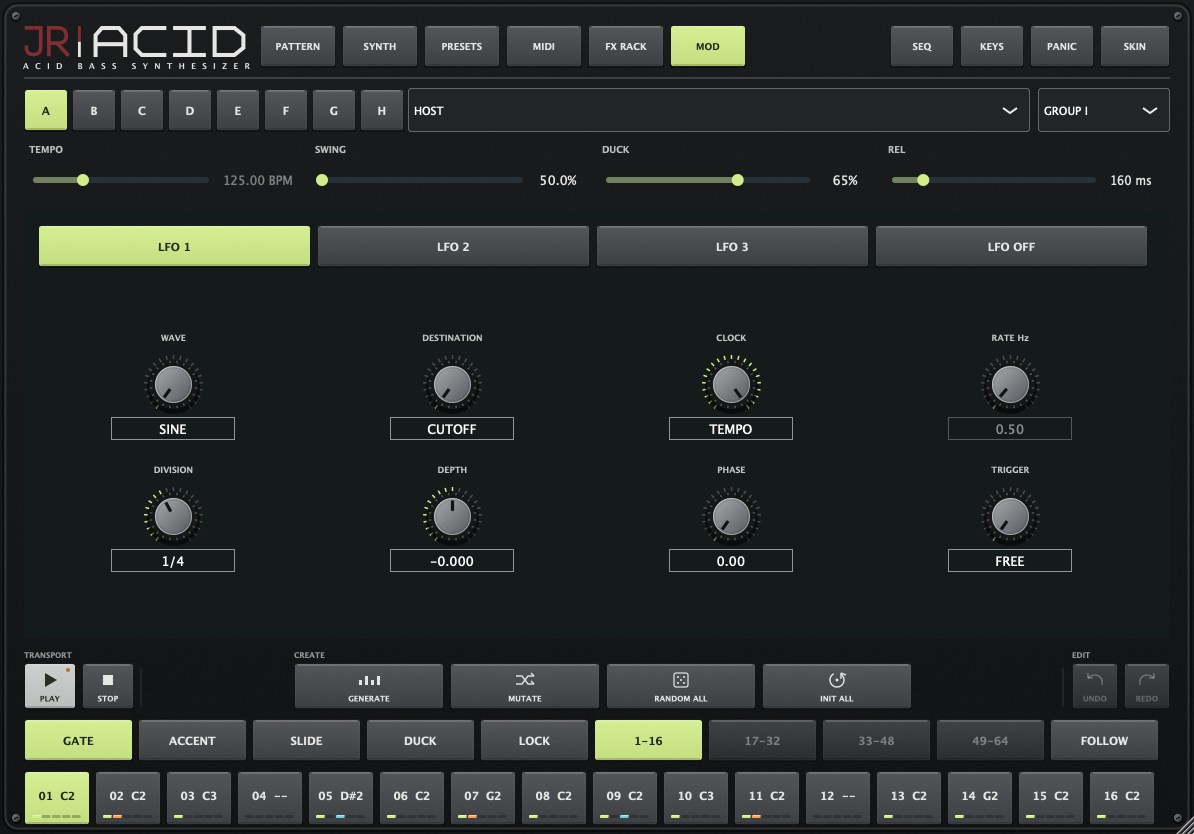 JRiACID
ACID BASS SYNTHESIZER
PATTERN SYNTH PRESETS MIDI FX RACK MOD SEQ KEYS PANIC SKIN
A B C D E F G H HOST GROUP I
TEMPO SWING DUCK REL
125.00 BPM 50.0% 65% 160 ms
LFO 1 LFO 2 LFO 3 LFO OFF
WAVE DESTINATION CLOCK RATE Hz
SINE CUTOFF TEMPO 0.50
DIVISION DEPTH PHASE TRIGGER
1/4 -0.000 0.00 FREE
TRANSPORT CREATE EDIT
PLAY STOP GENERATE MUTATE RANDOM ALL INIT ALL UNDO REDO
GATE ACCENT SLIDE DUCK LOCK 1-16 17-32 33-48 49-64 FOLLOW
01 C2 02 C2 03 C3 04 -- 05 D#2 06 C2 07 G2 08 C2 09 C2 10 C3 11 C2 12 -- 13 C2 14 G2 15 C2 16 C2